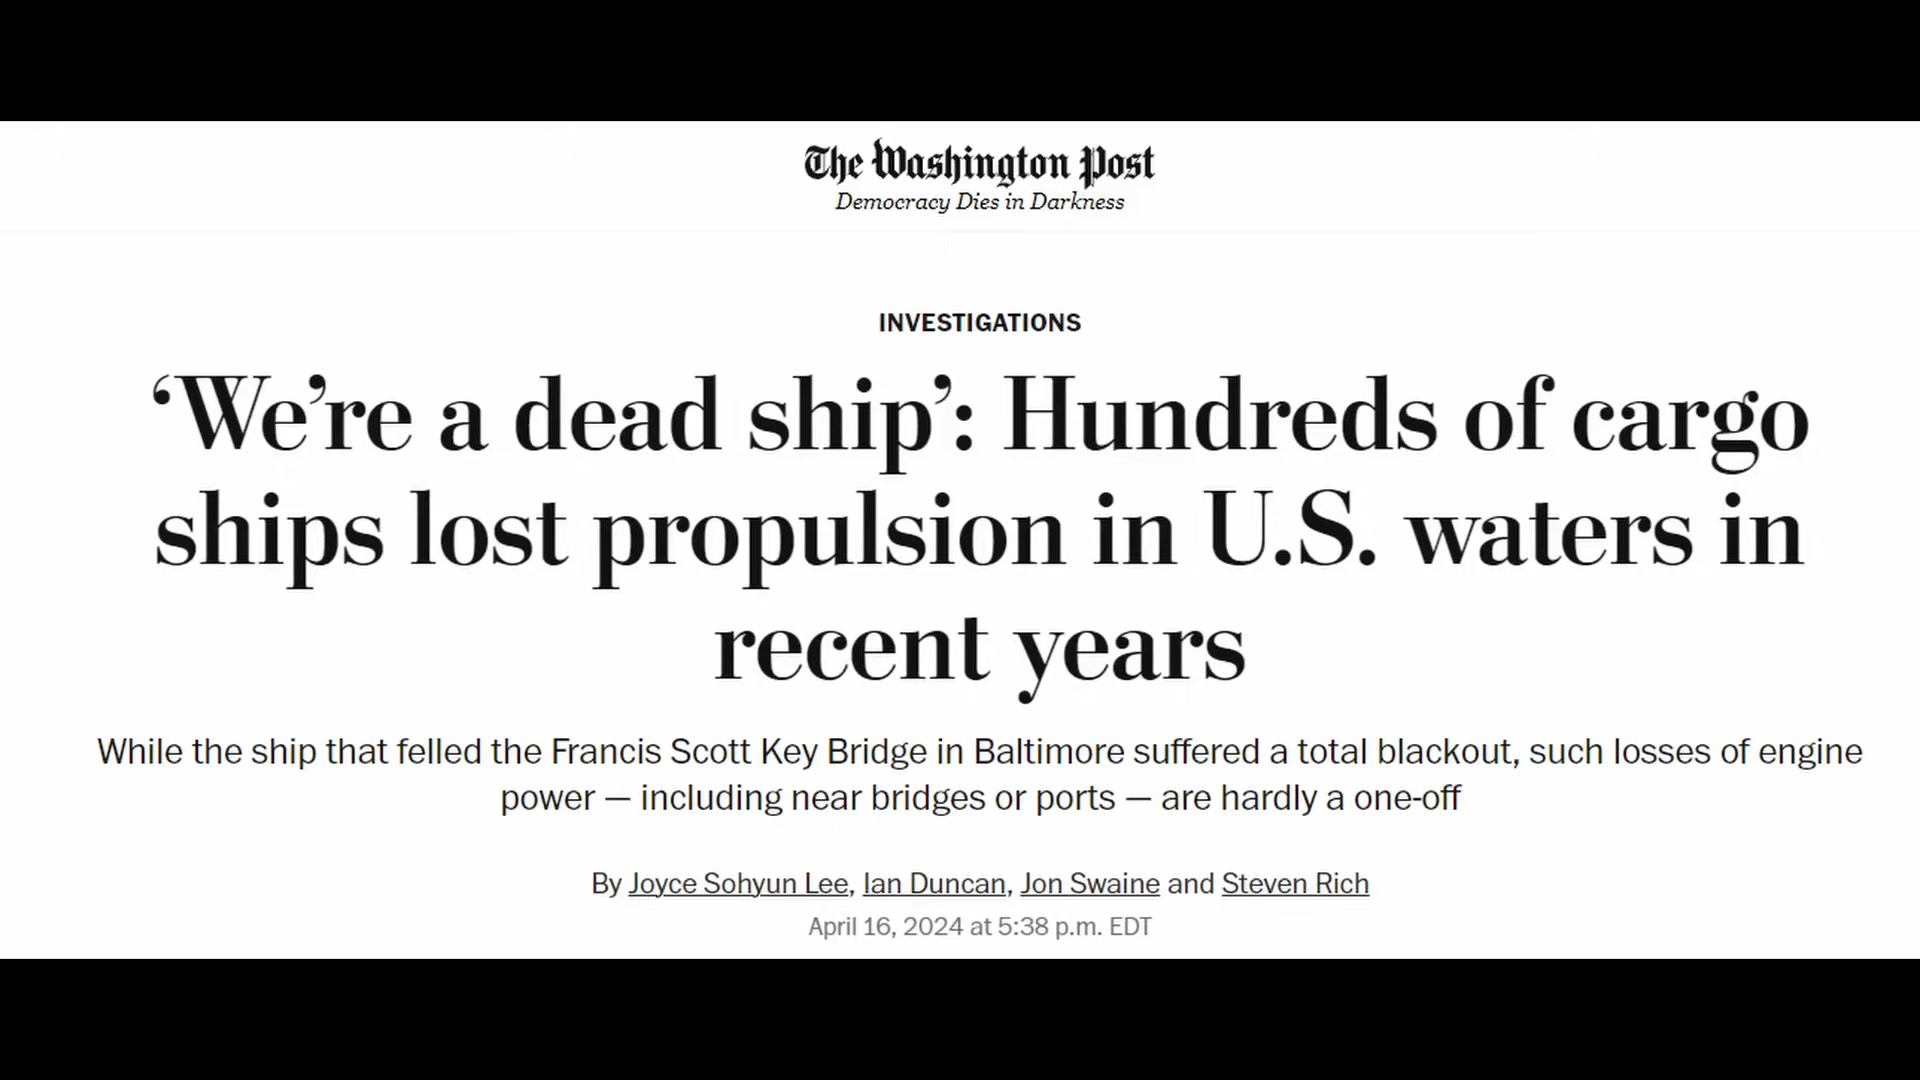 The Washington Post
Democracy Dies in Darkness
INVESTIGATIONS
‘We’re a dead ship’: Hundreds of cargo
ships lost propulsion in U.S. waters in
recent years
While the ship that felled the Francis Scott Key Bridge in Baltimore suffered a total blackout, such losses of engine
power — including near bridges or ports — are hardly a one-off
By Joyce Sohyun Lee, Ian Duncan, Jon Swaine and Steven Rich
April 16, 2024 at 5:38 p.m. EDT